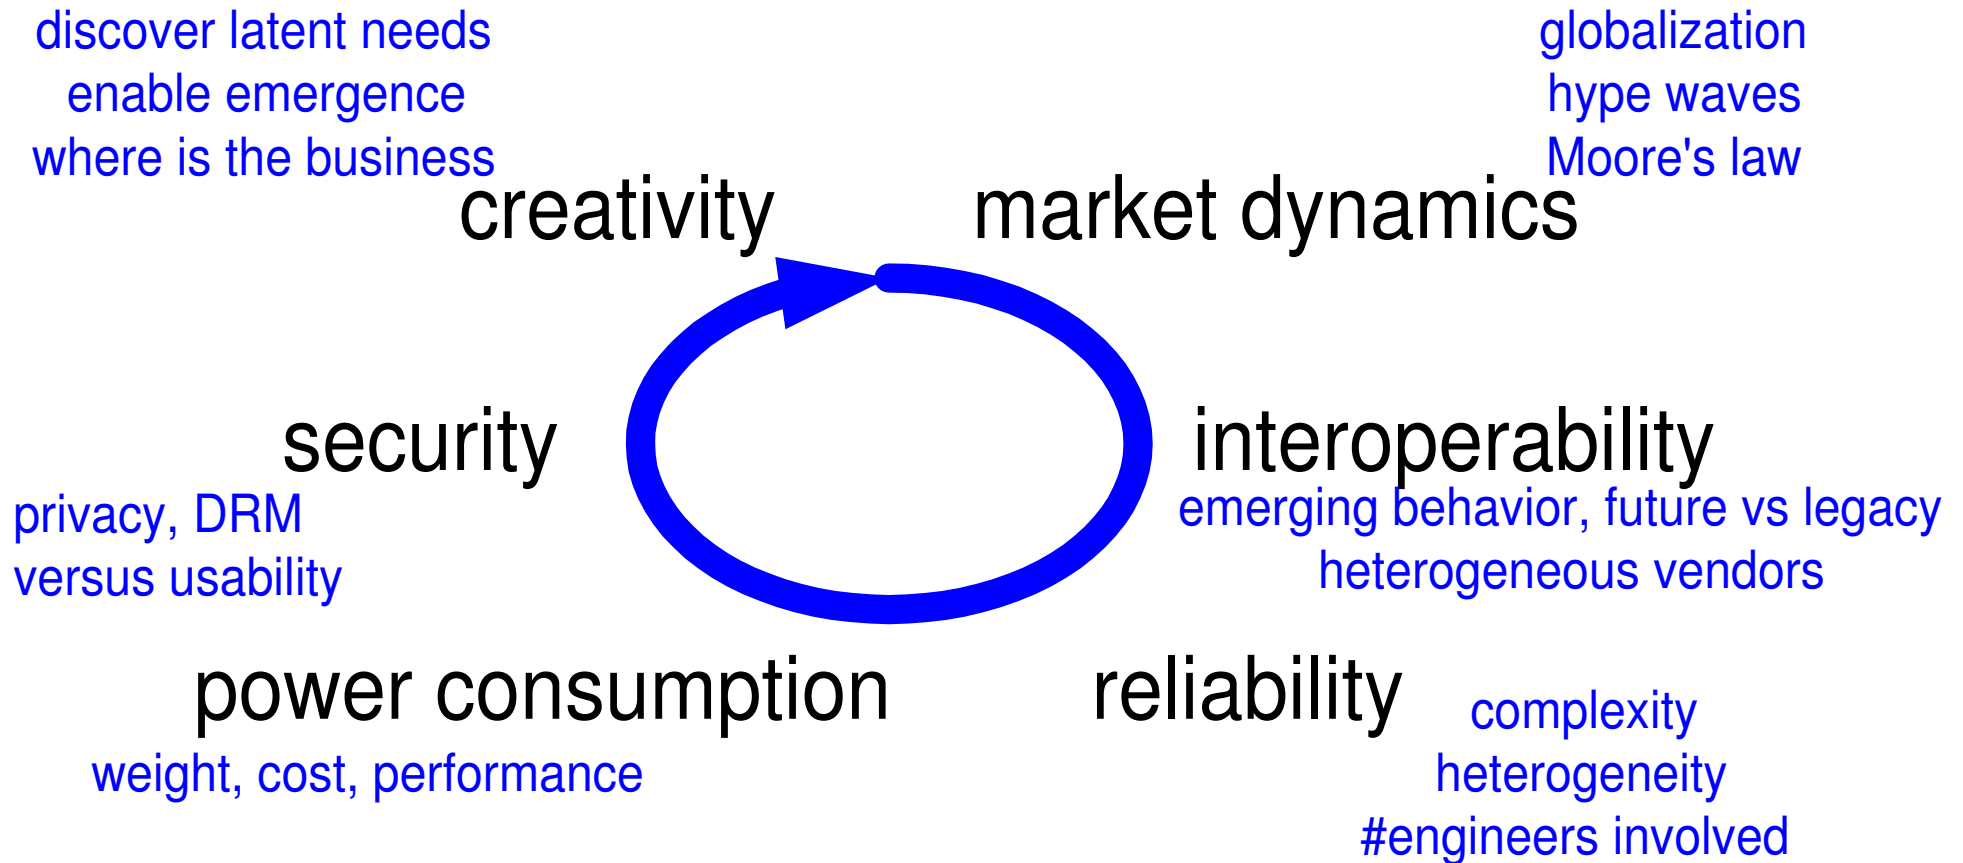 discover latent needs
enable emergence
where is the business
creativity
globalization
hype waves
Moore's law
market dynamics
security
privacy, DRM
versus usability
interoperability
emerging behavior, future vs legacy
heterogeneous vendors
power consumption
weight, cost, performance
reliability
complexity
heterogeneity
#engineers involved